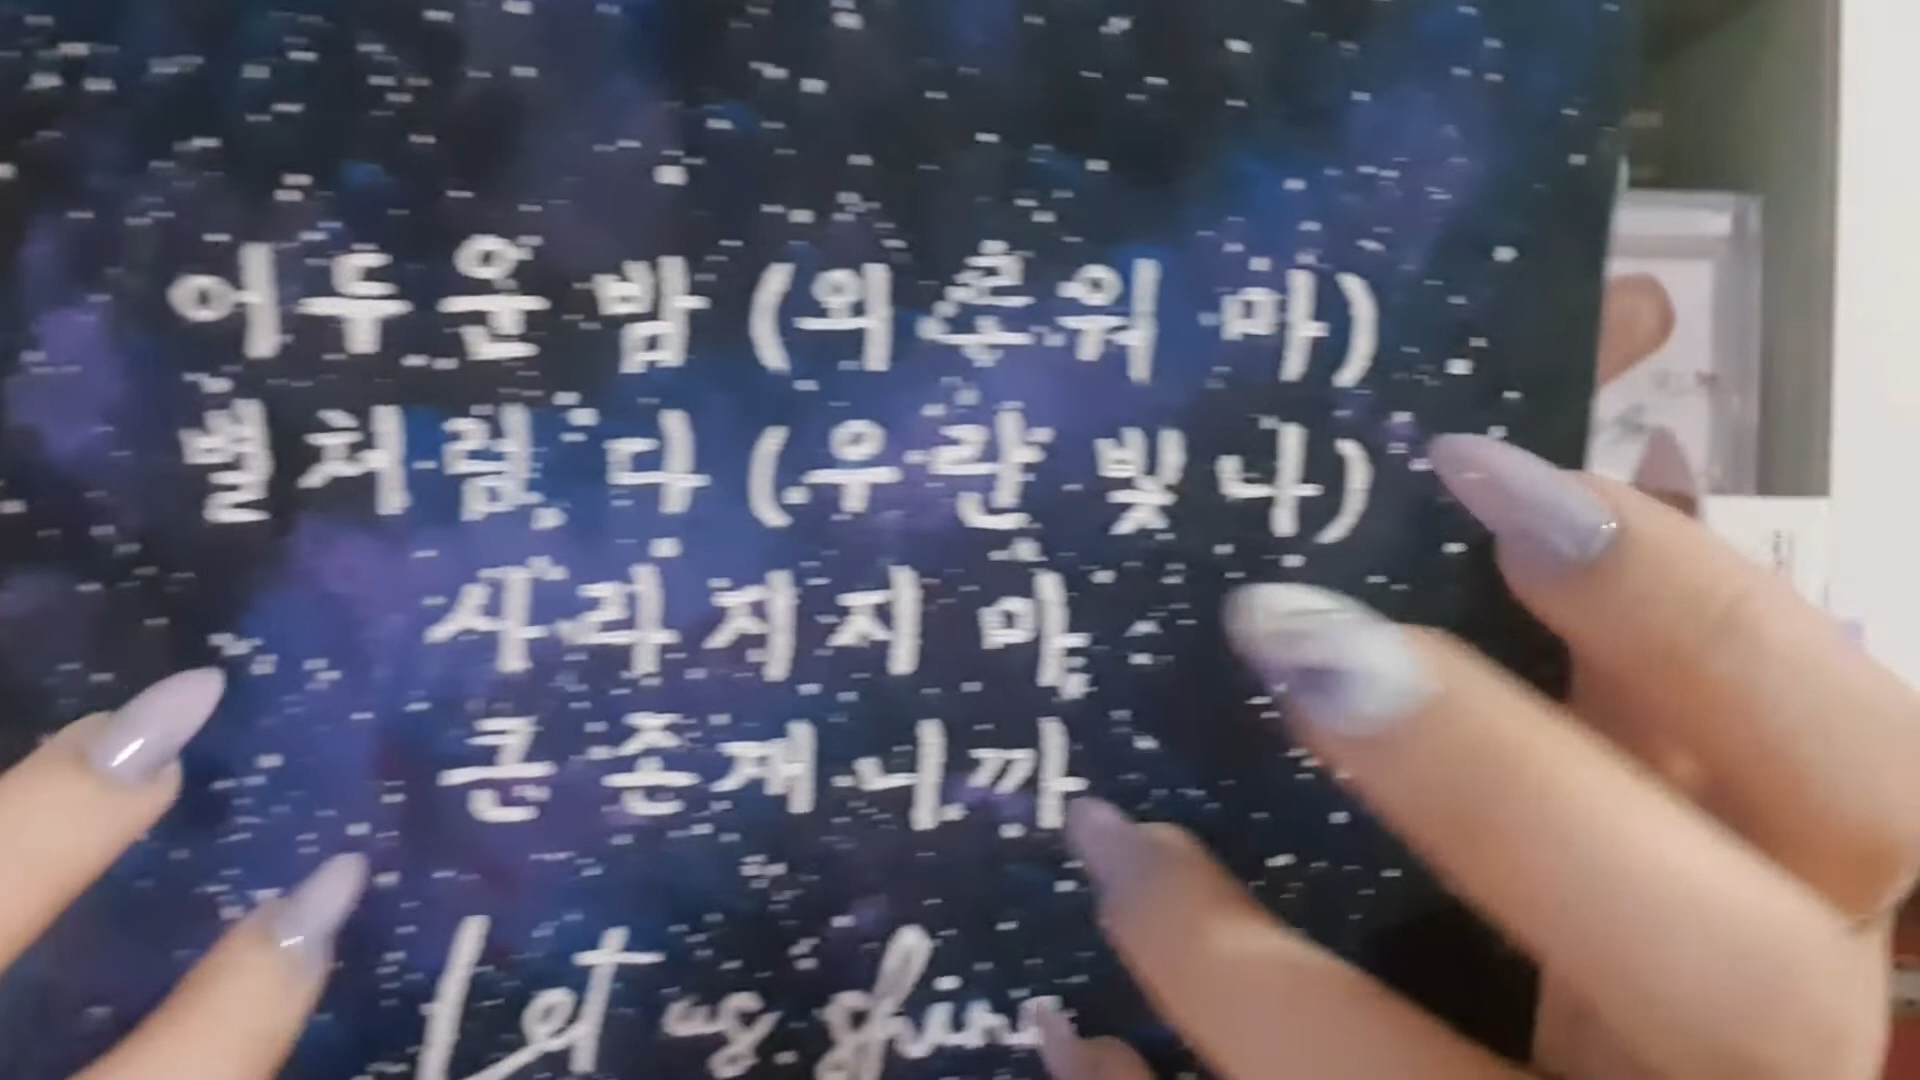 어두운 밤 (외로워 마)
별처럼 다 (우린 빛나)
사라지지 마
큰 존재니까
Let us shine